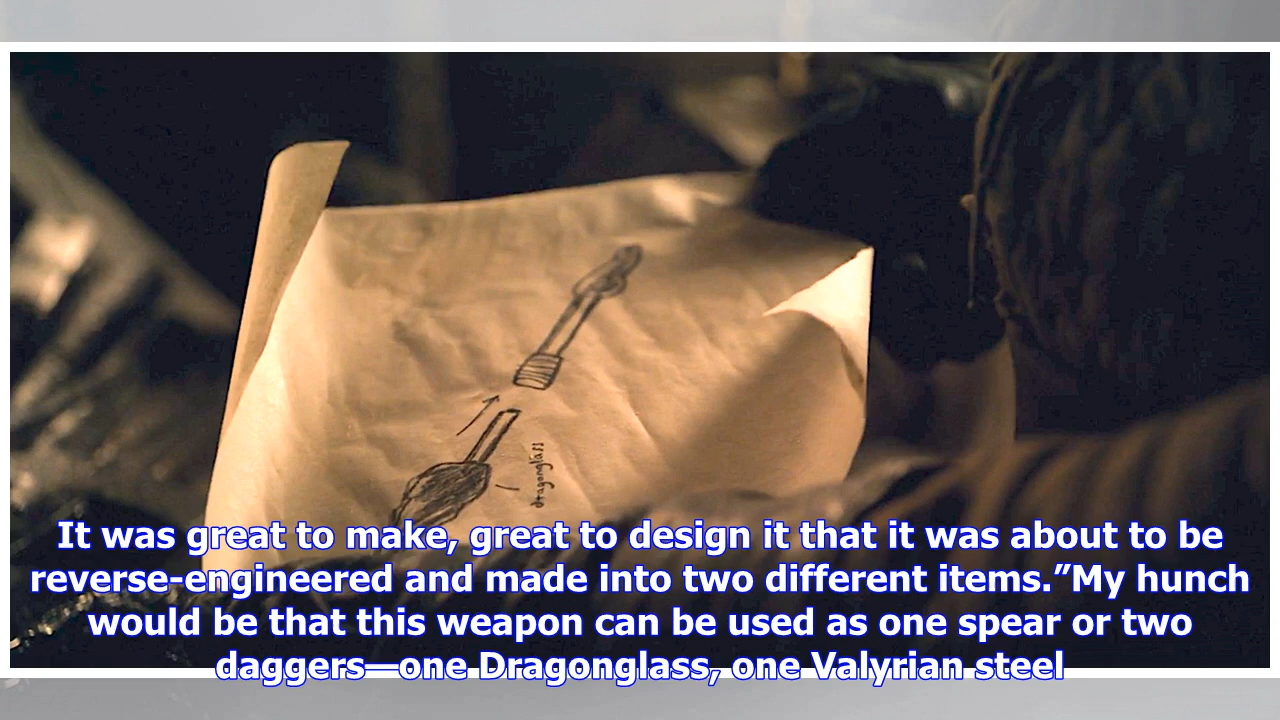 dragonglass
It was great to make, great to design it that it was about to be
reverse-engineered and made into two different items.”My hunch
would be that this weapon can be used as one spear or two
daggers—one Dragonglass, one Valyrian steel